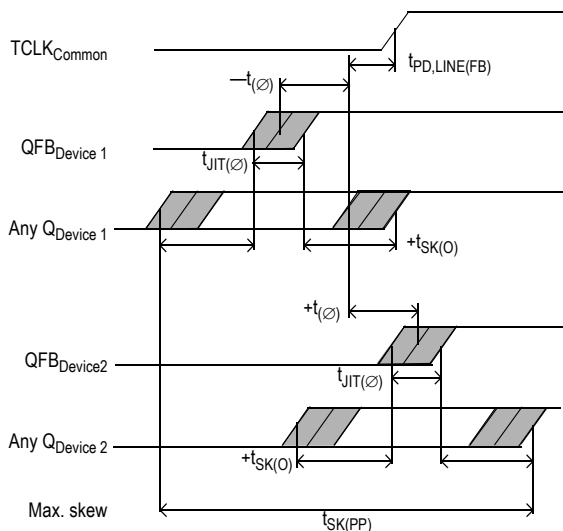 TCLKCommon
tPD,LINE(FB)
—t(∅)
QFBDevice 1
tJIT(∅)
Any QDevice 1
+tSK(O)
+t(∅)
QFBDevice2
tJIT(∅)
Any QDevice 2
+tSK(O)
Max. skew
tSK(PP)